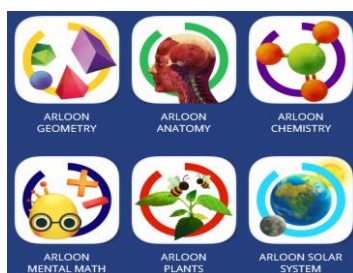 ARLOON
GEOMETRY
ARLOON
ANATOMY
ARLOON
CHEMISTRY
ARLOON
MENTAL MATH
ARLOON
PLANTS
ARLOON SOLAR
SYSTEM